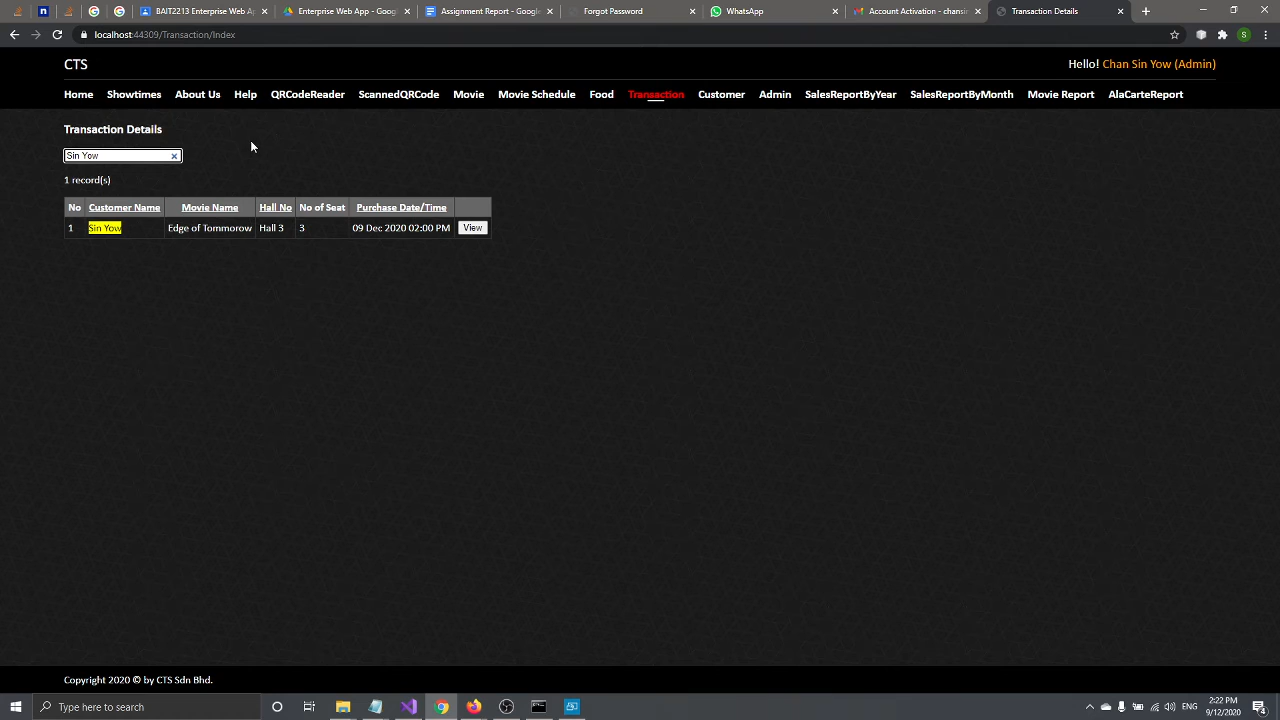 BAIT2213 Enterprise Web Ap
Enterprise Web App - Goog
Assignment Report - Google
Forgot Password
WhatsApp
Account Activation - chansin
Transaction Details
localhost:44309/Transaction/Index
S
CTS
Hello! Chan Sin Yow (Admin)
Home Showtimes About Us Help QRCodeReader ScannedQRCode Movie Movie Schedule Food Transaction Customer Admin SalesReportByYear SalesReportByMonth Movie Report AlaCarteReport
Transaction Details
Sin Yow
1 record(s)
No Customer Name Movie Name Hall No No of Seat Purchase Date/Time
1 Sin Yow Edge of Tommorow Hall 3 3 09 Dec 2020 02:00 PM View
Copyright 2020 © by CTS Sdn Bhd.
Type here to search
ENG
2:22 PM
9/12/2020